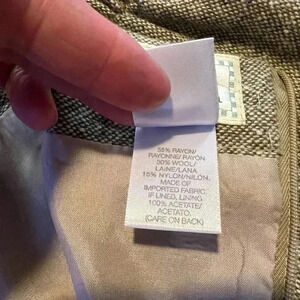 55% RAYON/
RAYONNE/RAYÓN
30% WOOL/
LAINE/LANA
15% NYLON/NILON.
MADE OF
IMPORTED FABRIC.
IF LINED, LINING
100% ACETATE/
ACETATO.
(CARE ON BACK)